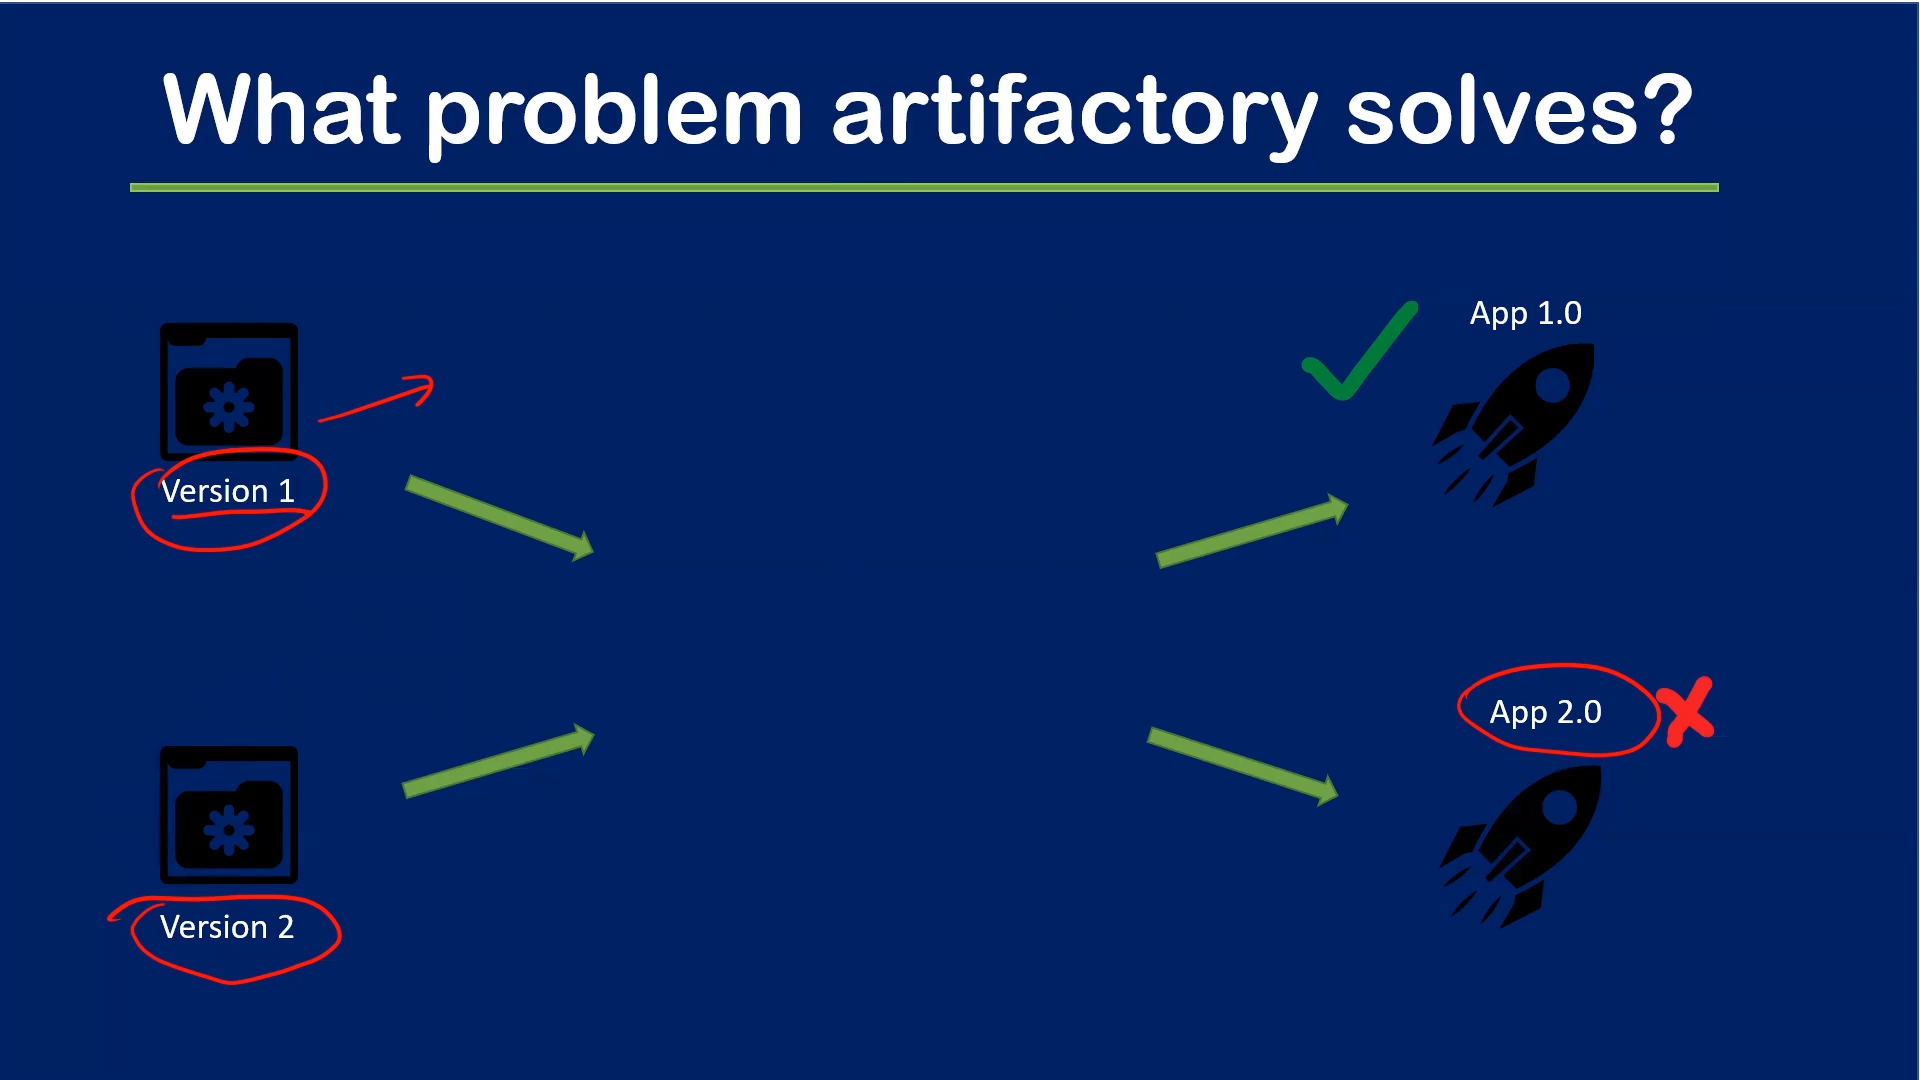 What problem artifactory solves?
App 1.0
Version 1
App 2.0
Version 2